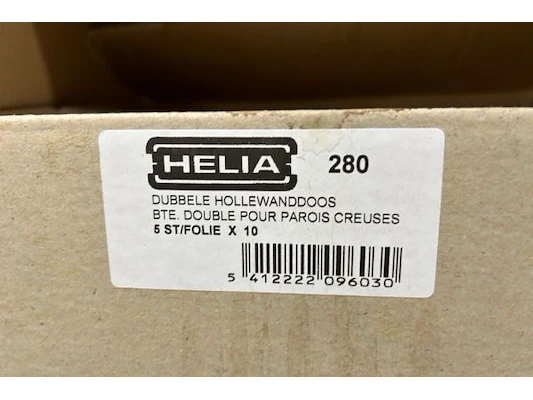 HELIA 280
DUBBELE HOLLEWANDDOOS
BTE. DOUBLE POUR PAROIS CREUSES
5 ST/FOLIE X 10
5 412222 096030